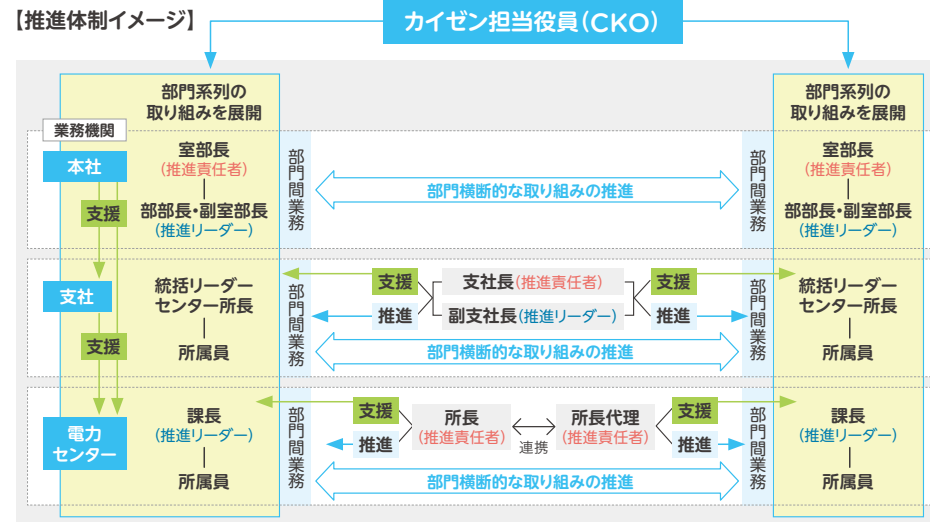 【推進体制イメージ】
カイゼン担当役員(CKO)
部門系列の
取り組みを展開
部門系列の
取り組みを展開
業務機関
本社
支援
室部長
(推進責任者)
部部長・副室部長
(推進リーダー)
部門間業務
部門横断的な取り組みの推進
部門間業務
室部長
(推進責任者)
部部長・副室部長
(推進リーダー)
支社
支援
統括リーダー
センター所長
所属員
部門間業務
支援
推進
支社長(推進責任者)
副支社長(推進リーダー)
支援
推進
部門横断的な取り組みの推進
部門間業務
統括リーダー
センター所長
所属員
電力
センター
課長
(推進リーダー)
所属員
部門間業務
支援
推進
所長
(推進責任者)
連携
所長代理
(推進責任者)
支援
推進
部門横断的な取り組みの推進
部門間業務
課長
(推進リーダー)
所属員